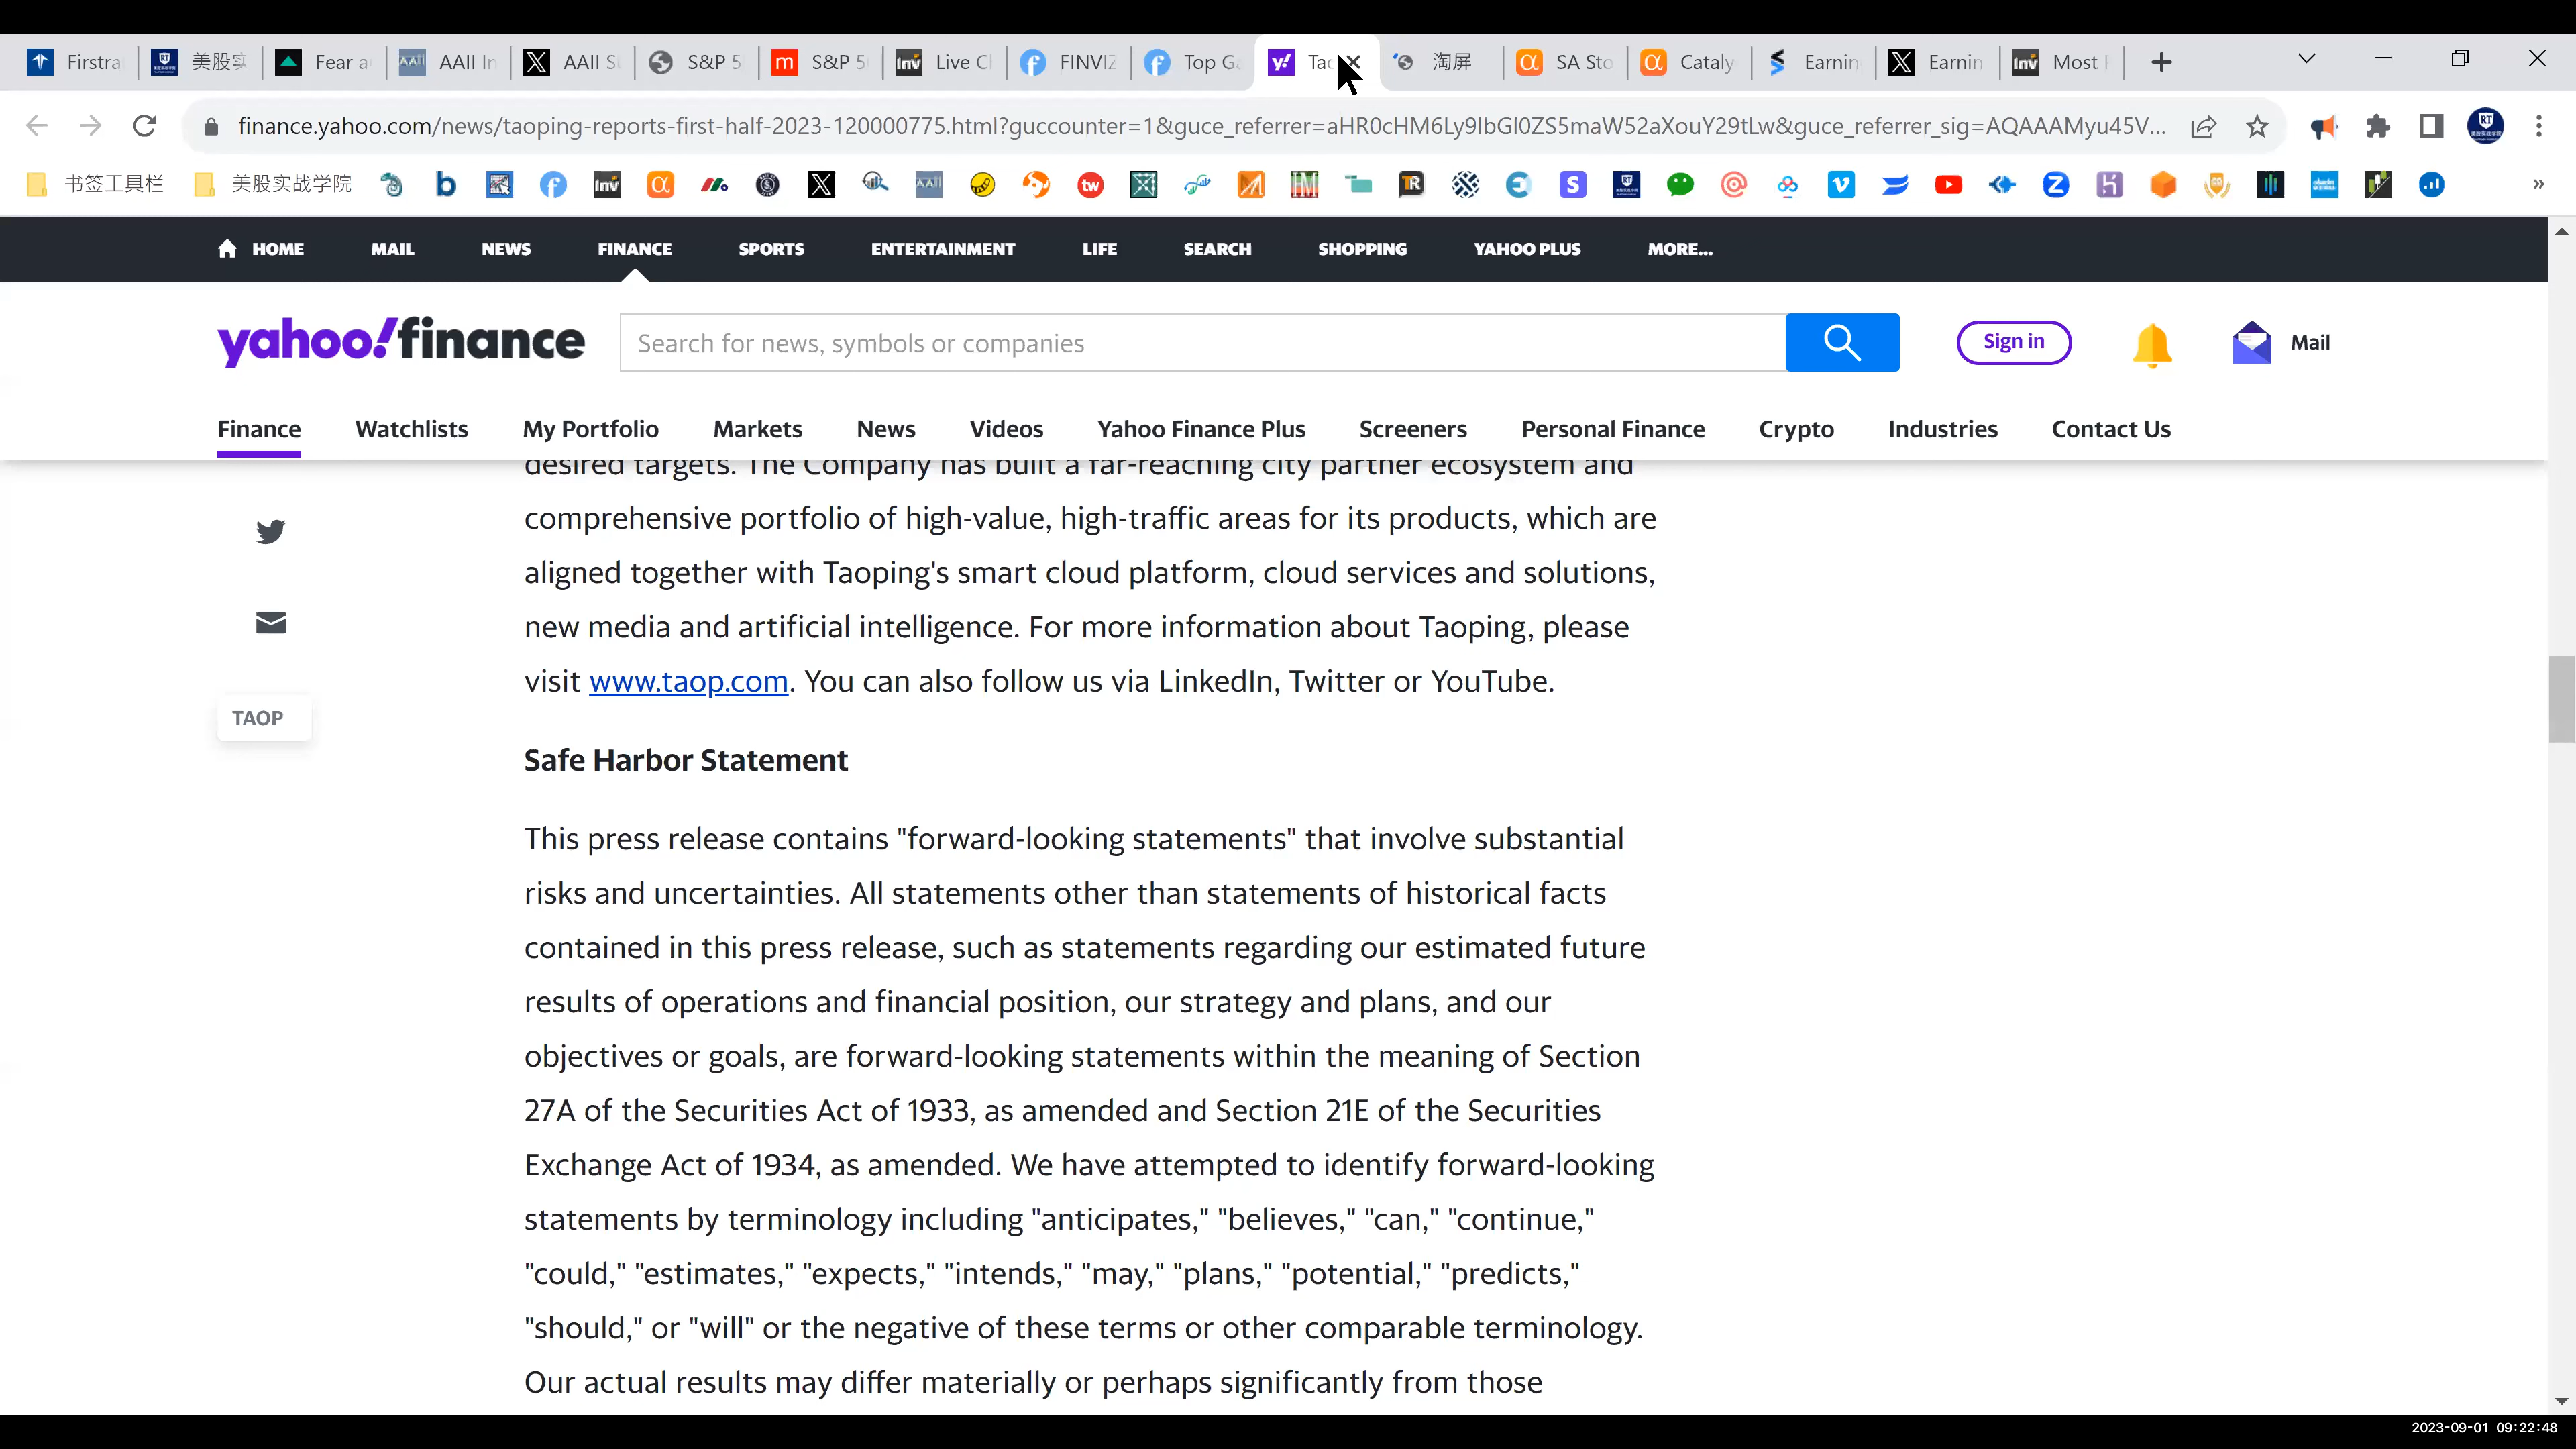 Firstra
美股实
Fear a
AAII In
AAII S
S&P 5
S&P 5
Live C
FINVIZ
Top G
Tao
淘屏
SA Sto
Cataly
Earnin
Earnin
Most
finance.yahoo.com/news/taoping-reports-first-half-2023-120000775.html?guccounter=1&guce_referrer=aHR0cHM6Ly9lbGl0ZS5maW52aXouY29tLw&guce_referrer_sig=AQAAAMyu45V...
书签工具栏
美股实战学院
HOME MAIL NEWS FINANCE SPORTS ENTERTAINMENT LIFE SEARCH SHOPPING YAHOO PLUS MORE...
yahoo!finance
Search for news, symbols or companies
Sign in
Mail
Finance Watchlists My Portfolio Markets News Videos Yahoo Finance Plus Screeners Personal Finance Crypto Industries Contact Us
desired targets. The Company has built a far-reaching city partner ecosystem and
comprehensive portfolio of high-value, high-traffic areas for its products, which are
aligned together with Taoping's smart cloud platform, cloud services and solutions,
new media and artificial intelligence. For more information about Taoping, please
visit www.taop.com. You can also follow us via LinkedIn, Twitter or YouTube.
TAOP
Safe Harbor Statement
This press release contains "forward-looking statements" that involve substantial
risks and uncertainties. All statements other than statements of historical facts
contained in this press release, such as statements regarding our estimated future
results of operations and financial position, our strategy and plans, and our
objectives or goals, are forward-looking statements within the meaning of Section
27A of the Securities Act of 1933, as amended and Section 21E of the Securities
Exchange Act of 1934, as amended. We have attempted to identify forward-looking
statements by terminology including "anticipates," "believes," "can," "continue,"
"could," "estimates," "expects," "intends," "may," "plans," "potential," "predicts,"
"should," or "will" or the negative of these terms or other comparable terminology.
Our actual results may differ materially or perhaps significantly from those
2023-09-01 09:22:48